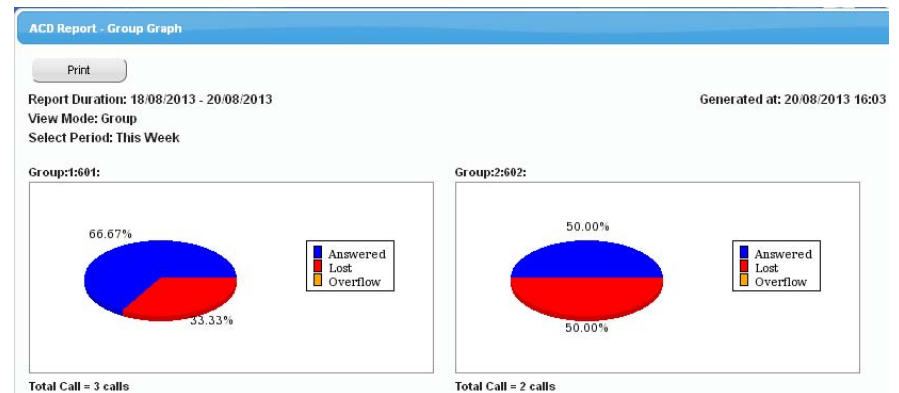 ACD Report - Group Graph
Print
Report Duration: 18/08/2013 - 20/08/2013
Generated at: 20/08/2013 16:03
View Mode: Group
Select Period: This Week
Group:1:601:
66.67%
33.33%
Answered
Lost
Overflow
Total Call = 3 calls
Group:2:602:
50.00%
50.00%
Answered
Lost
Overflow
Total Call = 2 calls